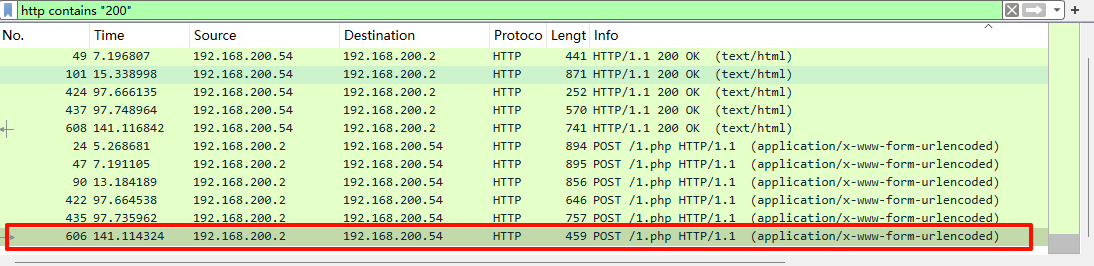 http contains "200"
No. Time Source Destination Protoco Lengt Info
49 7.196807 192.168.200.54 192.168.200.2 HTTP 441 HTTP/1.1 200 OK (text/html)
101 15.338998 192.168.200.54 192.168.200.2 HTTP 871 HTTP/1.1 200 OK (text/html)
424 97.666135 192.168.200.54 192.168.200.2 HTTP 252 HTTP/1.1 200 OK (text/html)
437 97.748964 192.168.200.54 192.168.200.2 HTTP 570 HTTP/1.1 200 OK (text/html)
608 141.116842 192.168.200.54 192.168.200.2 HTTP 741 HTTP/1.1 200 OK (text/html)
24 5.268681 192.168.200.2 192.168.200.54 HTTP 894 POST /1.php HTTP/1.1 (application/x-www-form-urlencoded)
47 7.191105 192.168.200.2 192.168.200.54 HTTP 895 POST /1.php HTTP/1.1 (application/x-www-form-urlencoded)
90 13.184189 192.168.200.2 192.168.200.54 HTTP 856 POST /1.php HTTP/1.1 (application/x-www-form-urlencoded)
422 97.664538 192.168.200.2 192.168.200.54 HTTP 646 POST /1.php HTTP/1.1 (application/x-www-form-urlencoded)
435 97.735962 192.168.200.2 192.168.200.54 HTTP 757 POST /1.php HTTP/1.1 (application/x-www-form-urlencoded)
606 141.114324 192.168.200.2 192.168.200.54 HTTP 459 POST /1.php HTTP/1.1 (application/x-www-form-urlencoded)